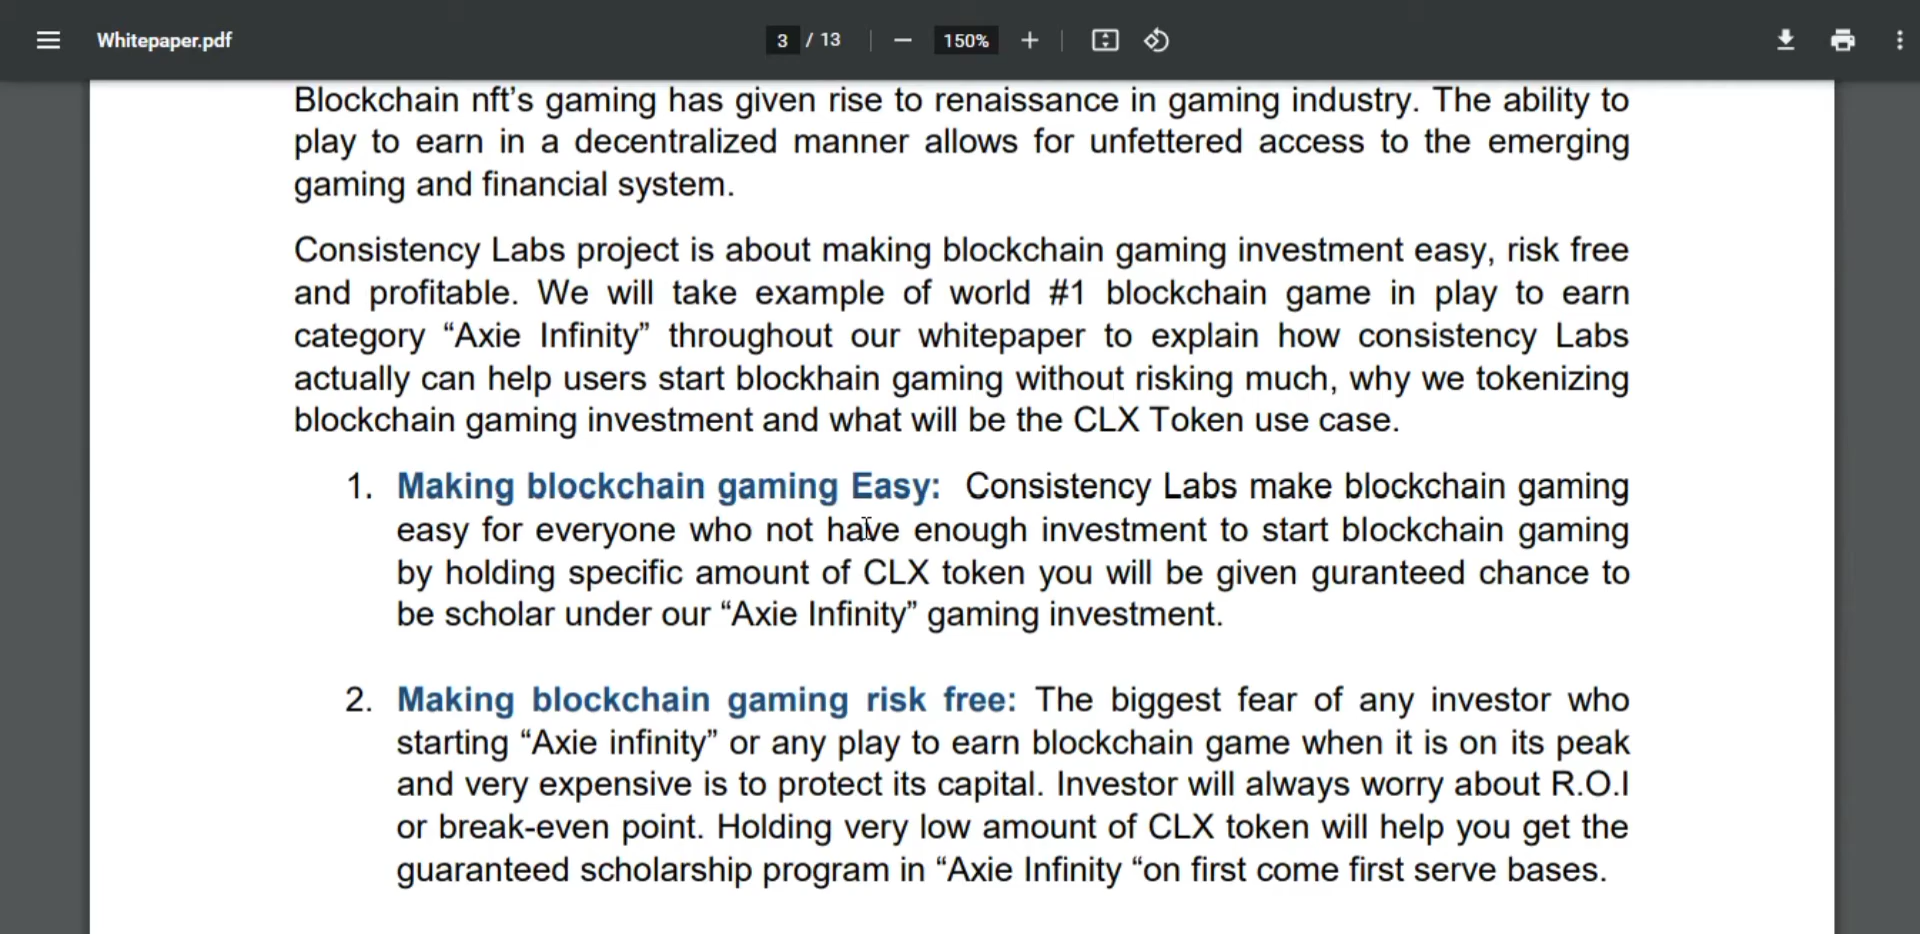 Whitepaper.pdf
3 / 13
150%
Blockchain nft’s gaming has given rise to renaissance in gaming industry. The ability to
play to earn in a decentralized manner allows for unfettered access to the emerging
gaming and financial system.
Consistency Labs project is about making blockchain gaming investment easy, risk free
and profitable. We will take example of world #1 blockchain game in play to earn
category “Axie Infinity” throughout our whitepaper to explain how consistency Labs
actually can help users start blockhain gaming without risking much, why we tokenizing
blockchain gaming investment and what will be the CLX Token use case.
1. Making blockchain gaming Easy: Consistency Labs make blockchain gaming
easy for everyone who not have enough investment to start blockchain gaming
by holding specific amount of CLX token you will be given guranteed chance to
be scholar under our “Axie Infinity” gaming investment.
2. Making blockchain gaming risk free: The biggest fear of any investor who
starting “Axie infinity” or any play to earn blockchain game when it is on its peak
and very expensive is to protect its capital. Investor will always worry about R.O.I
or break-even point. Holding very low amount of CLX token will help you get the
guaranteed scholarship program in “Axie Infinity “on first come first serve bases.